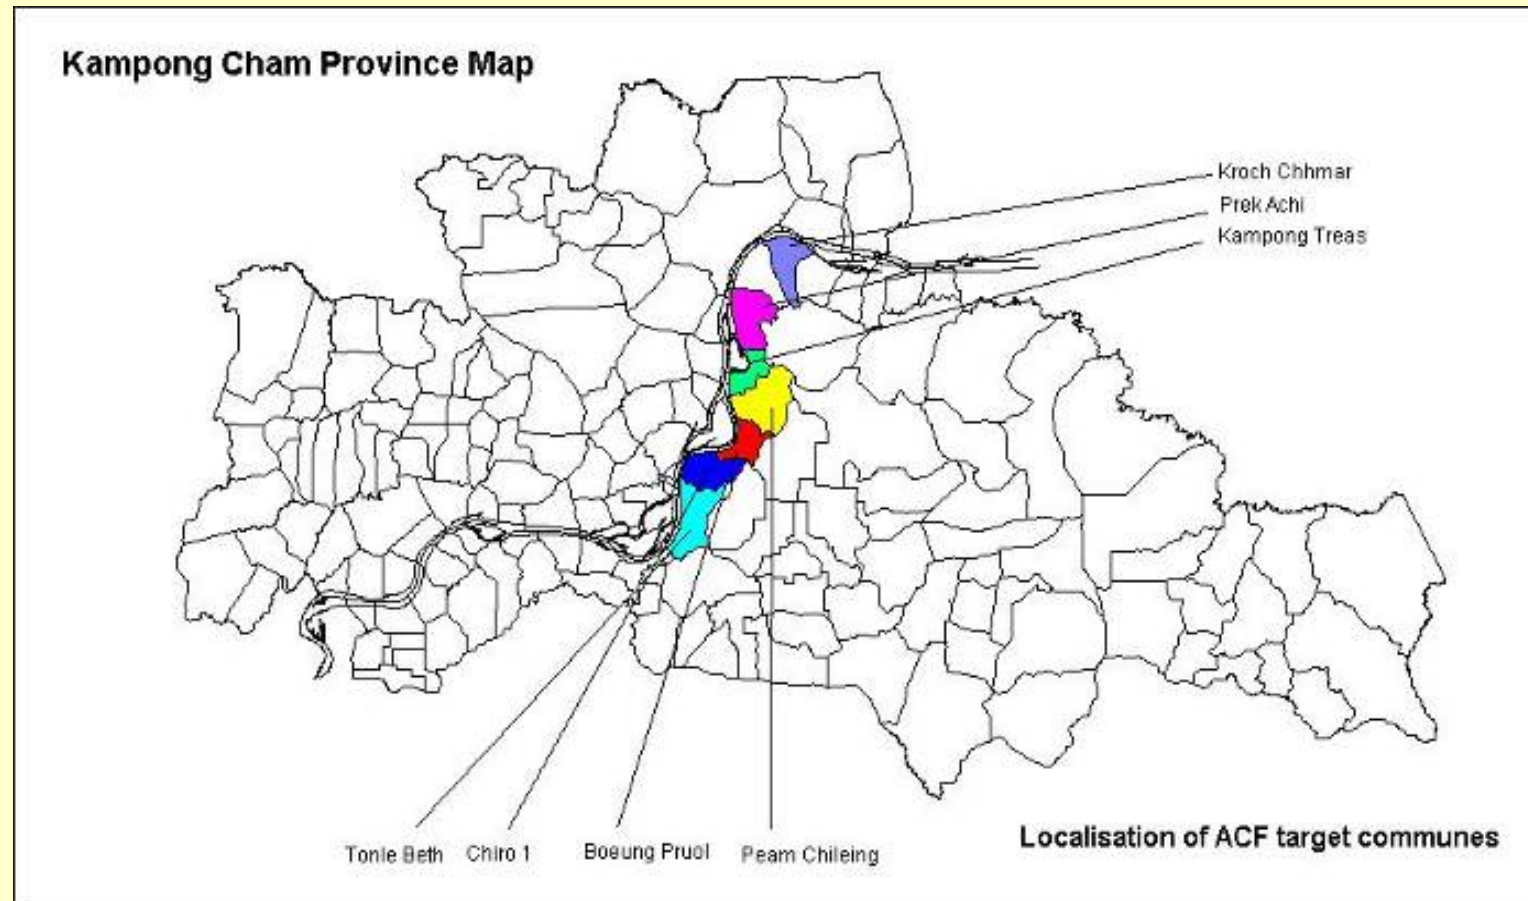 Kampong Cham Province Map
Kroch Chhmar
Prek Achi
Kampong Treas
Tonle Beth
Chiro 1
Boeung Pruol
Peam Chileing
Localisation of ACF target communes